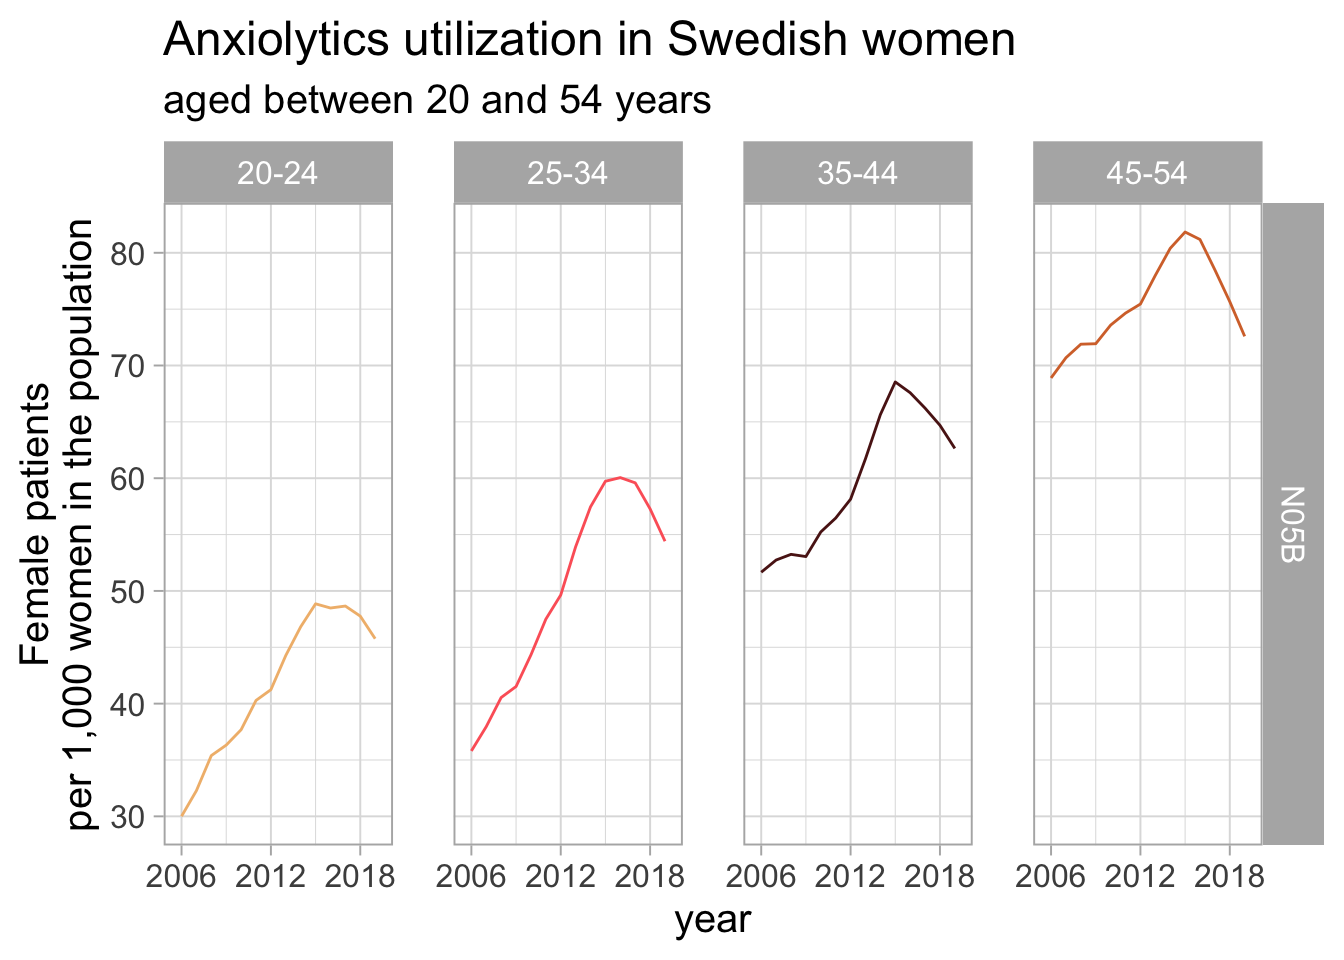 Anxiolytics utilization in Swedish women
aged between 20 and 54 years
20-24
25-34
35-44
45-54
N05B
Female patients
per 1,000 women in the population
80
70
60
50
40
30
2006 2012 2018
2006 2012 2018
2006 2012 2018
2006 2012 2018
year